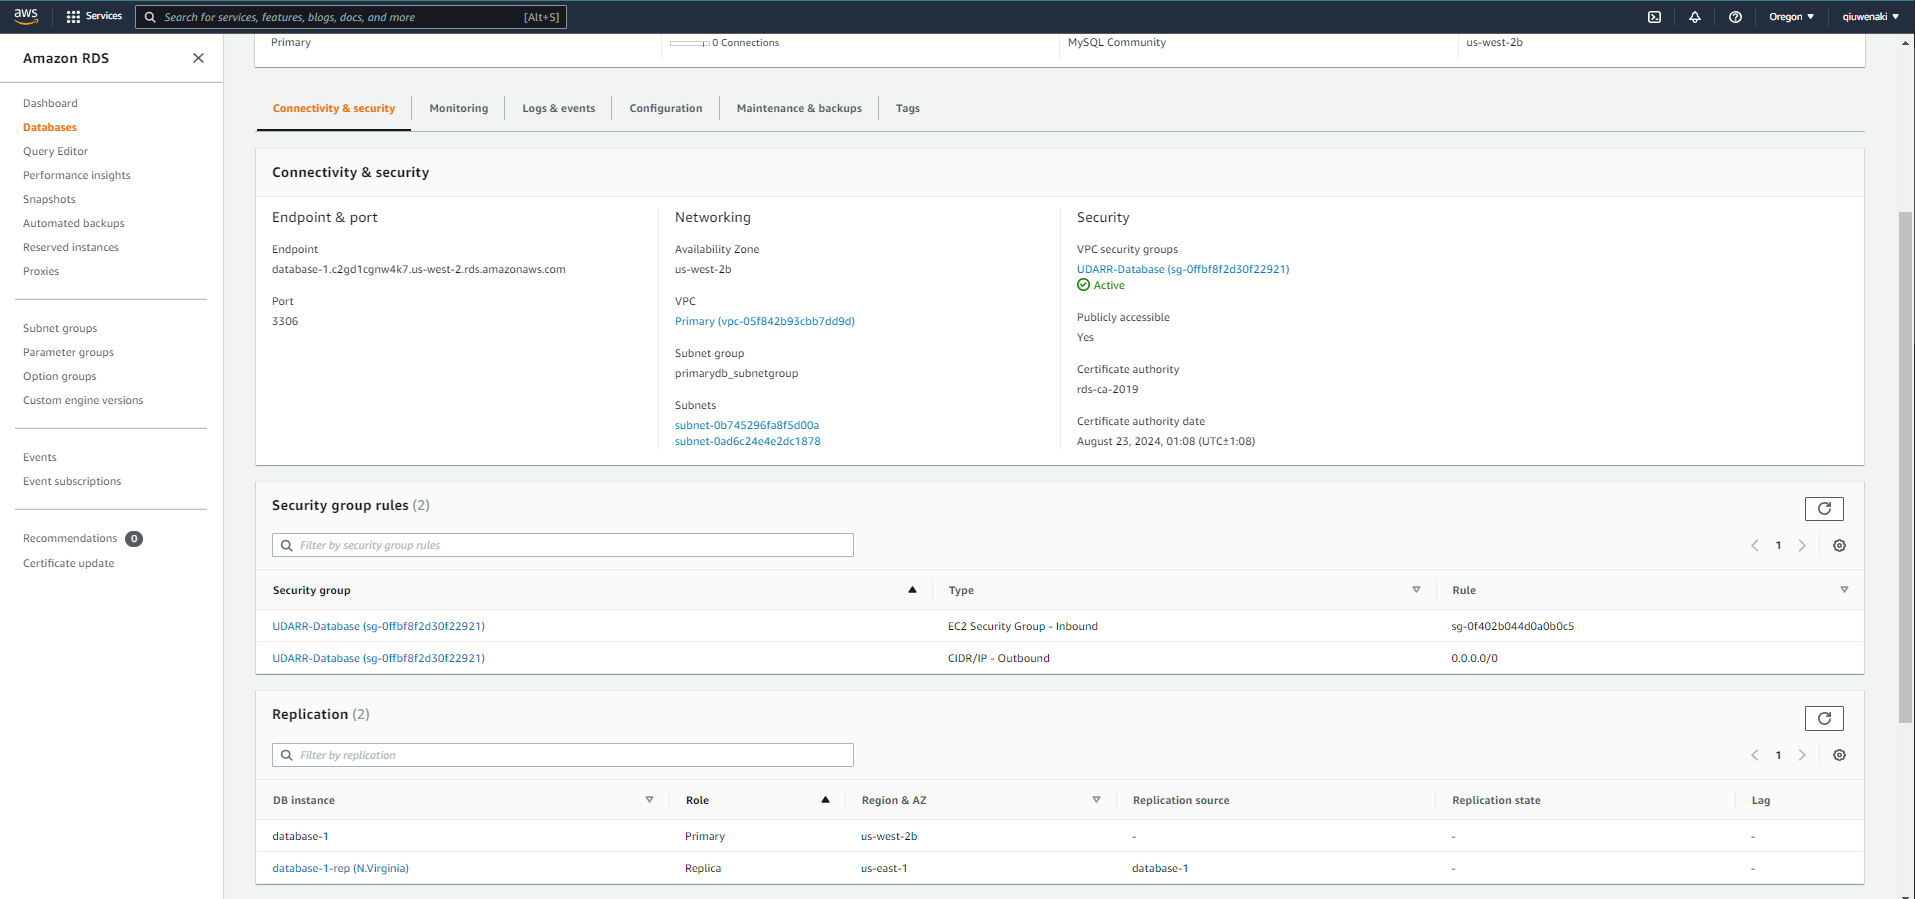 aws Services Search for services, features, blogs, docs, and more [Alt+S] Oregon ▼ qiuwenaki ▼
Amazon RDS
Dashboard
Databases
Query Editor
Performance insights
Snapshots
Automated backups
Reserved instances
Proxies
Subnet groups
Parameter groups
Option groups
Custom engine versions
Events
Event subscriptions
Recommendations 0
Certificate update
Primary 0 Connections MySQL Community us-west-2b
Connectivity & security Monitoring Logs & events Configuration Maintenance & backups Tags
Connectivity & security
Endpoint & port
Endpoint
database-1.c2gd1cgnw4k7.us-west-2.rds.amazonaws.com
Port
3306
Networking
Availability Zone
us-west-2b
VPC
Primary (vpc-05f842b93cbb7dd9d)
Subnet group
primarydb_subnetgroup
Subnets
subnet-0b745296fa8f5d00a
subnet-0ad6c24e4e2dc1878
Security
VPC security groups
UDARR-Database (sg-0ffbf8f2d30f22921)
Active
Publicly accessible
Yes
Certificate authority
rds-ca-2019
Certificate authority date
August 23, 2024, 01:08 (UTC±1:08)
Security group rules (2)
Filter by security group rules
1
Security group Type Rule
UDARR-Database (sg-0ffbf8f2d30f22921) EC2 Security Group - Inbound sg-0f402b044d0a0b0c5
UDARR-Database (sg-0ffbf8f2d30f22921) CIDR/IP - Outbound 0.0.0.0/0
Replication (2)
Filter by replication
1
DB instance Role Region & AZ Replication source Replication state Lag
database-1 Primary us-west-2b - - -
database-1-rep (N.Virginia) Replica us-east-1 database-1 - -